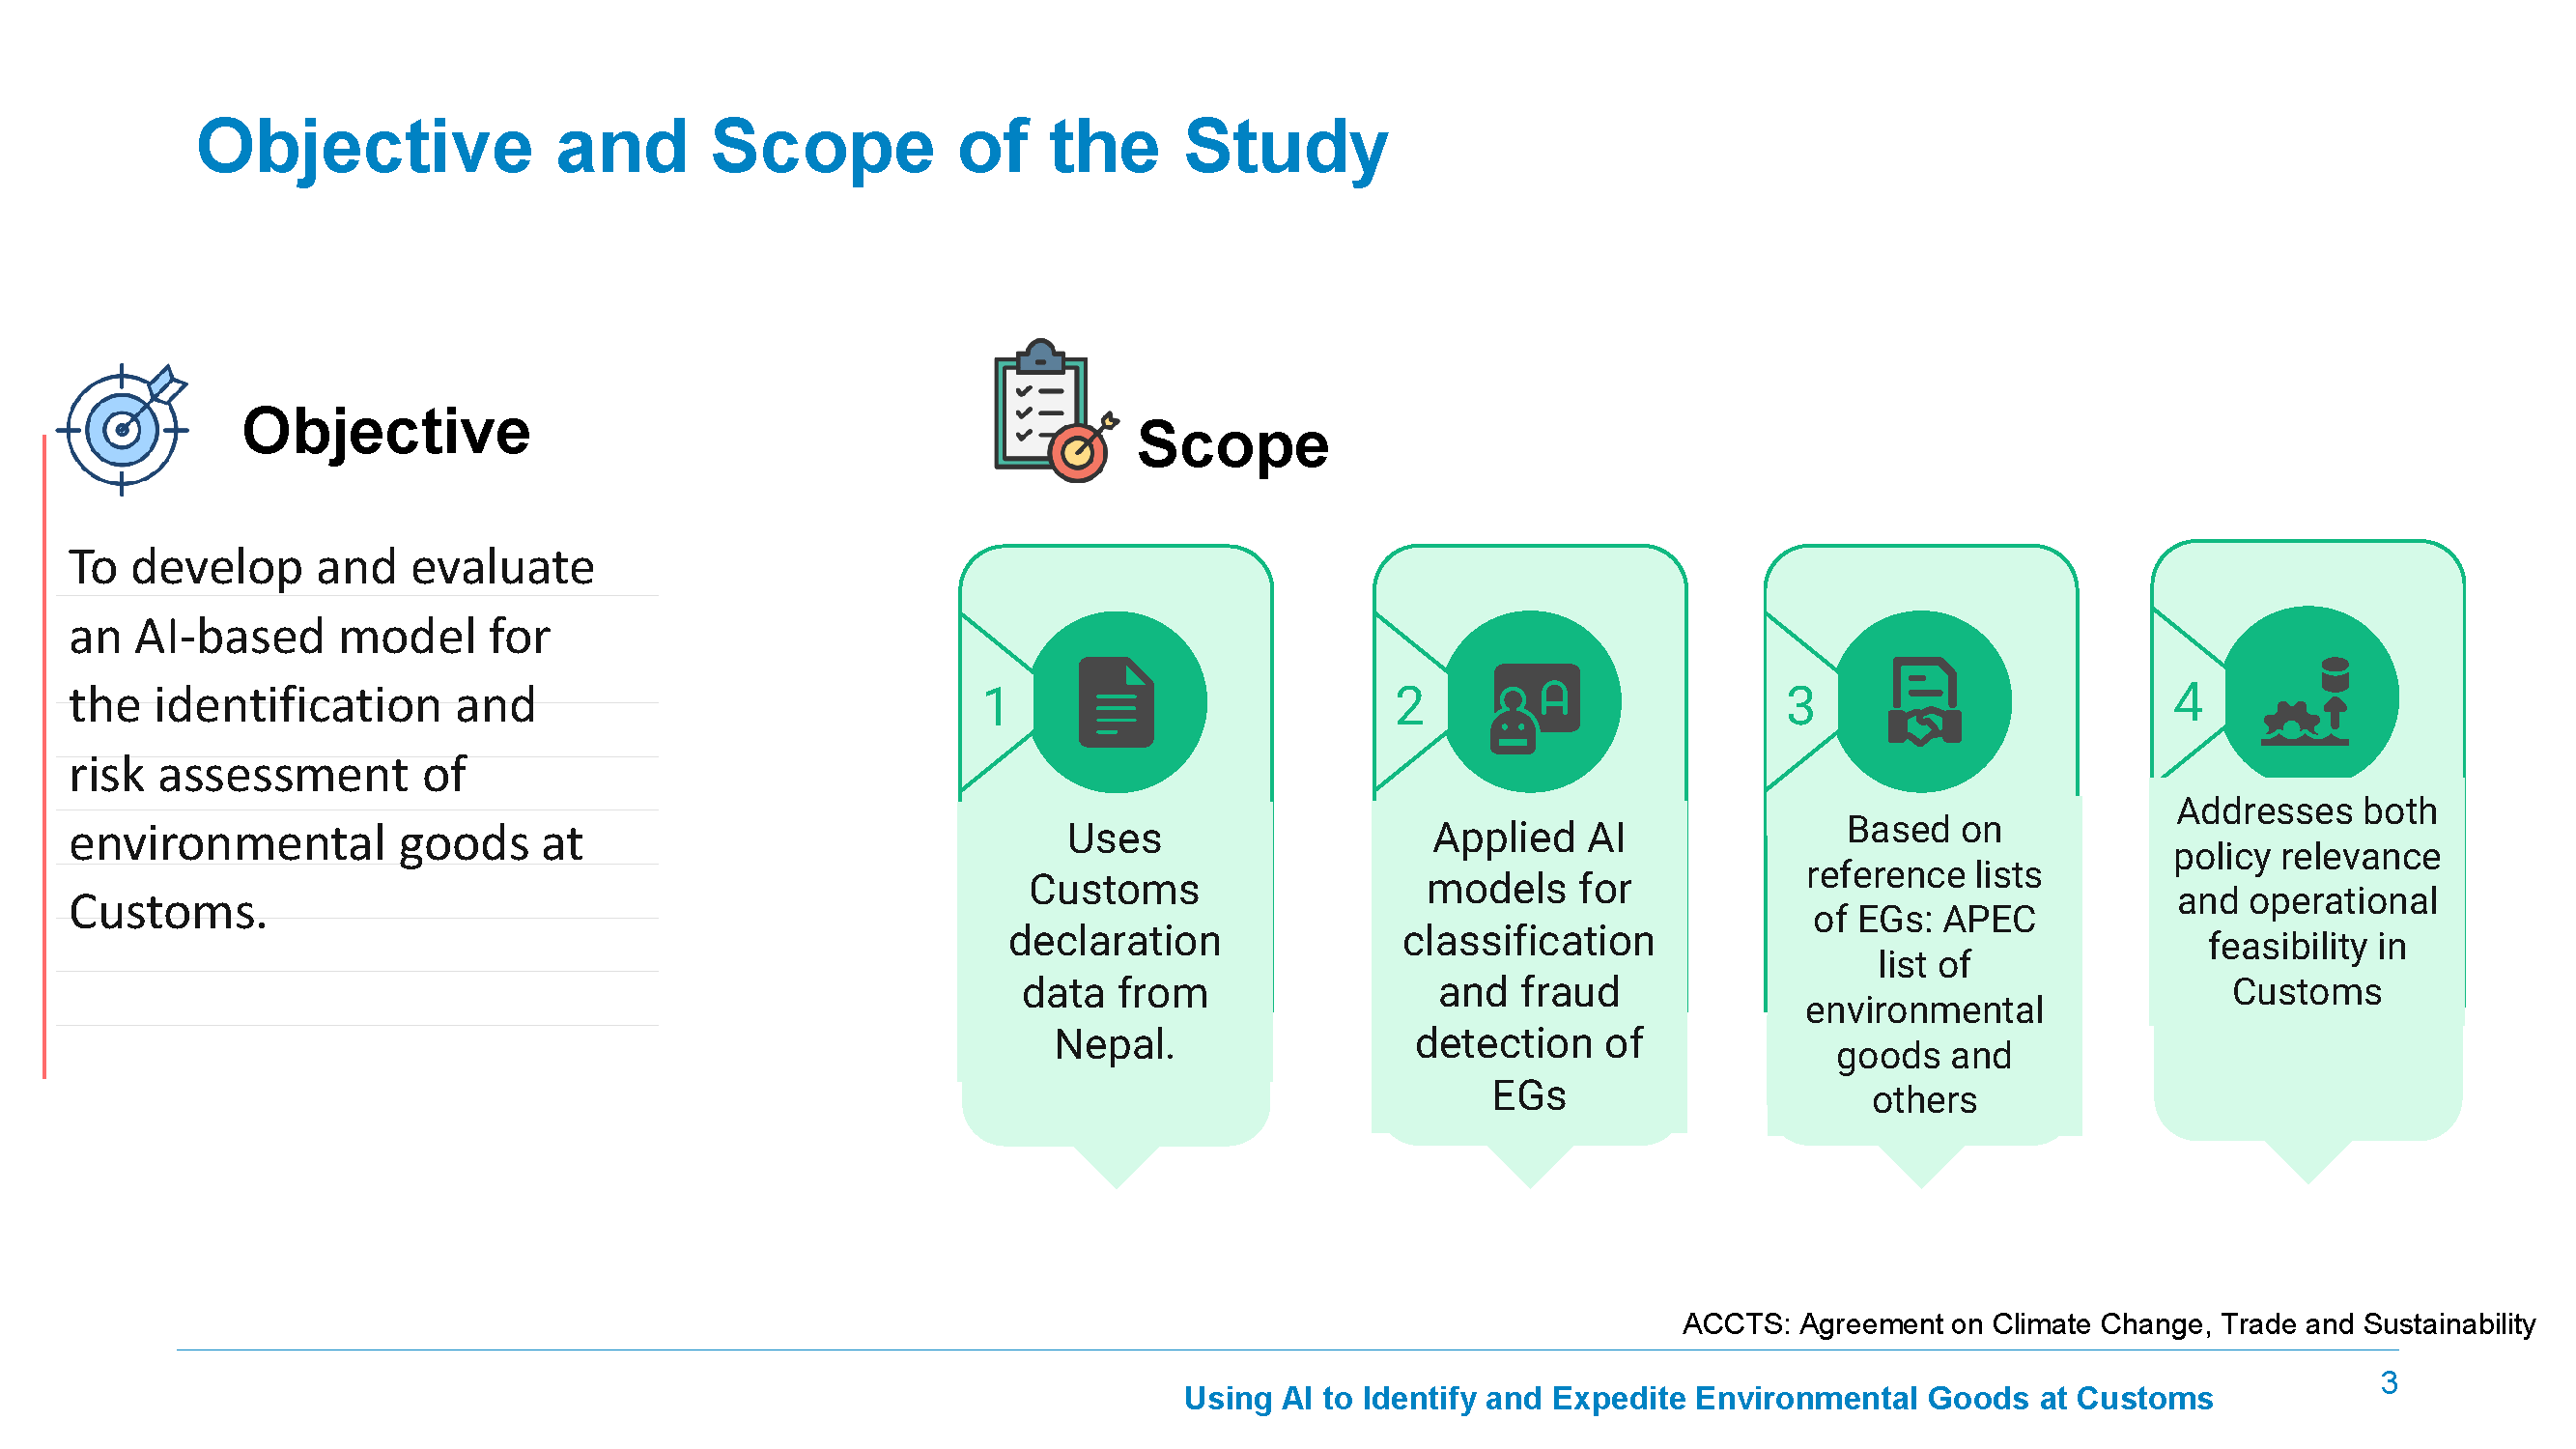 Objective and Scope of the Study
Objective
To develop and evaluate
an AI-based model for
the identification and
risk assessment of
environmental goods at
Customs.
Scope
1
Uses
Customs
declaration
data from
Nepal.
2
Applied AI
models for
classification
and fraud
detection of
EGs
3
Based on
reference lists
of EGs: APEC
list of
environmental
goods and
others
4
Addresses both
policy relevance
and operational
feasibility in
Customs
ACCTS: Agreement on Climate Change, Trade and Sustainability
Using AI to Identify and Expedite Environmental Goods at Customs
3